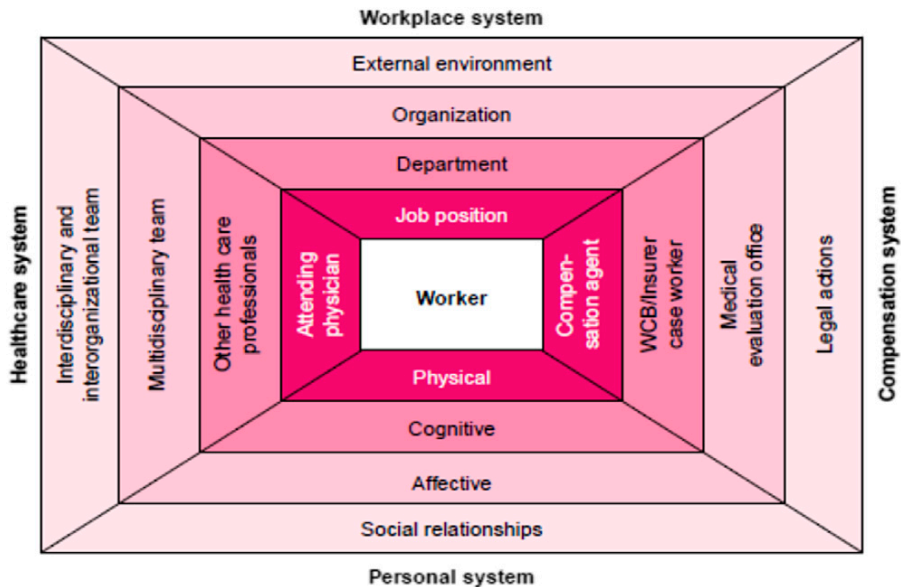 Workplace system
External environment
Organization
Department
Job position
Healthcare system
Interdisciplinary and
interorganizational team
Multidisciplinary team
Other health care
professionals
Attending
physician
Worker
Compen-
sation agent
WCB/Insurer
case worker
Medical
evaluation office
Legal actions
Compensation system
Physical
Cognitive
Affective
Social relationships
Personal system